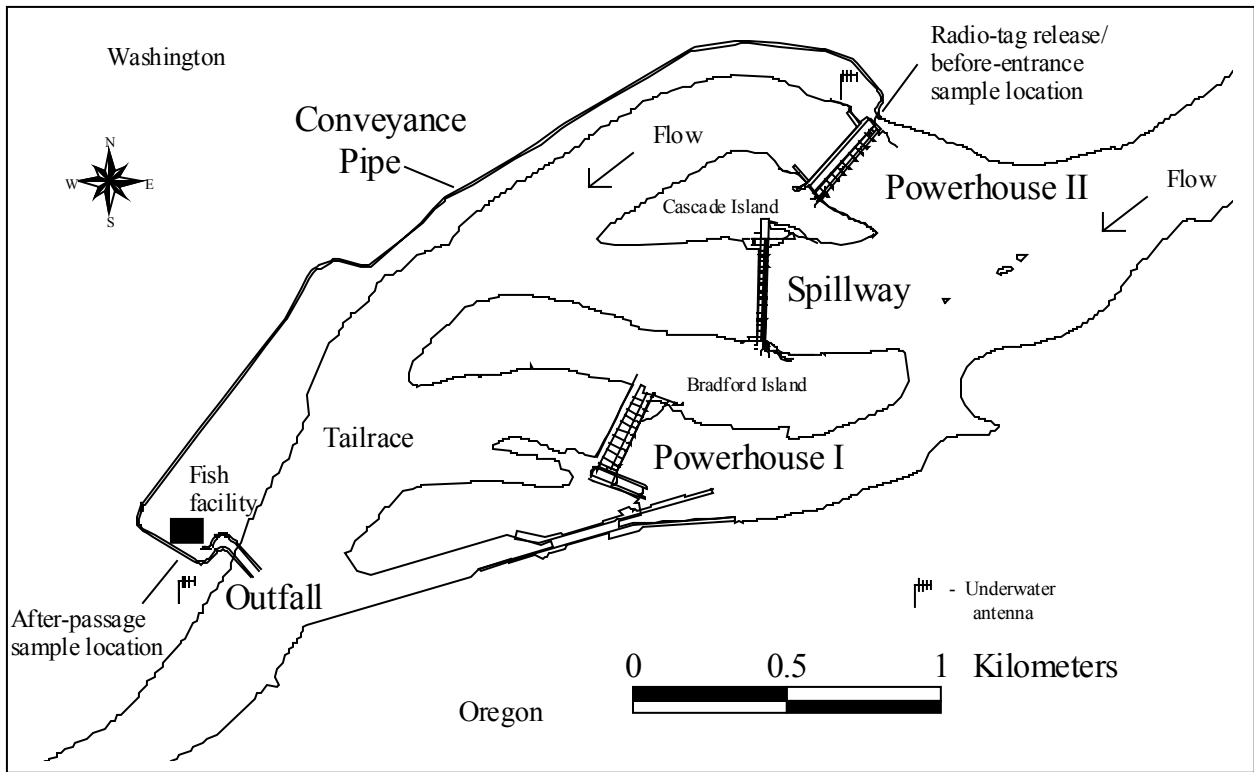 Washington
Radio-tag release/
before-entrance
sample location
Conveyance
Pipe
Flow
N
W
E
S
Powerhouse II
Flow
Cascade Island
Spillway
Bradford Island
Tailrace
Powerhouse I
Fish
facility
Outfall
After-passage
sample location
- Underwater
antenna
0
0.5
1
Kilometers
Oregon